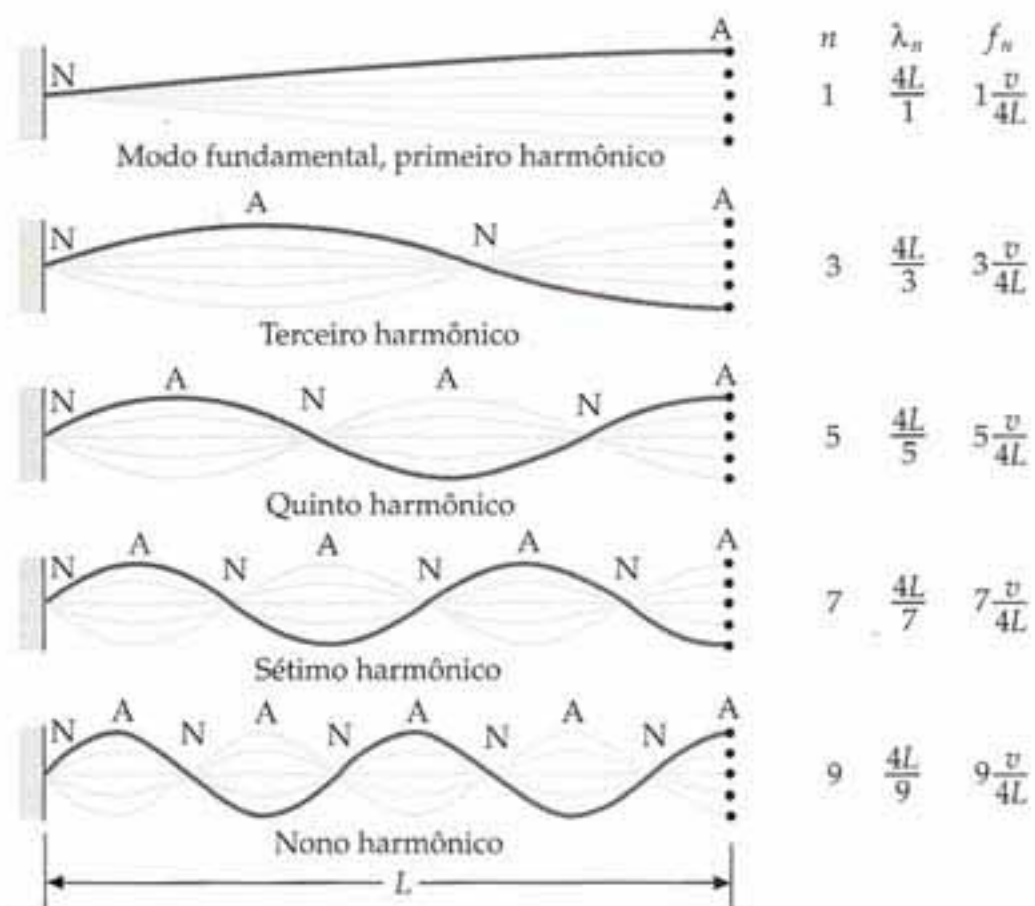 A n λₙ fₙ
N 1 4L/1 1 v/4L
Modo fundamental, primeiro harmônico
A A
N N 3 4L/3 3 v/4L
Terceiro harmônico
A A A
N N N 5 4L/5 5 v/4L
Quinto harmônico
A A A A
N N N N 7 4L/7 7 v/4L
Sétimo harmônico
A A A A A
N N N N N 9 4L/9 9 v/4L
Nono harmônico
L